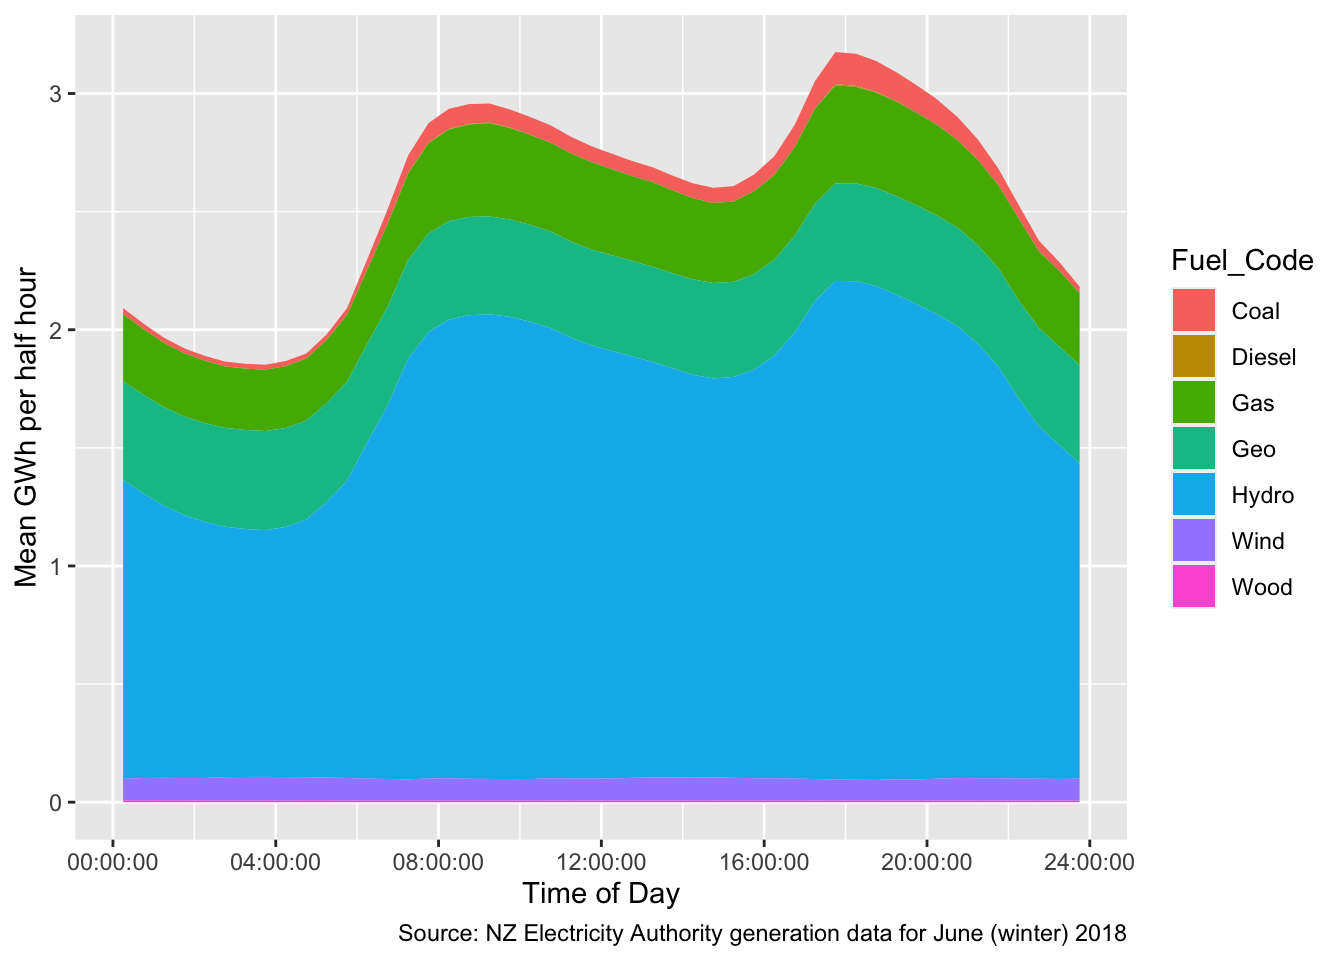 Mean GWh per half hour
3
2
1
0
00:00:00 04:00:00 08:00:00 12:00:00 16:00:00 20:00:00 24:00:00
Time of Day
Source: NZ Electricity Authority generation data for June (winter) 2018
Fuel_Code
Coal
Diesel
Gas
Geo
Hydro
Wind
Wood